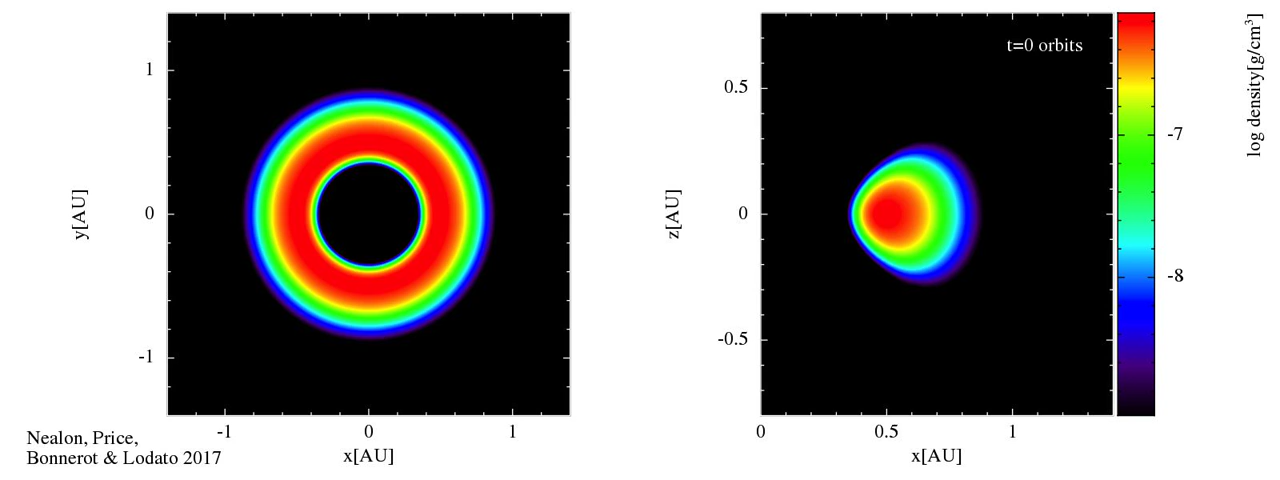 t=0 orbits
1
0
-1
y[AU]
-1
0
1
x[AU]
0.5
0
-0.5
z[AU]
0
0.5
1
x[AU]
-7
-8
log density[g/cm³]
Nealon, Price,
Bonnerot & Lodato 2017